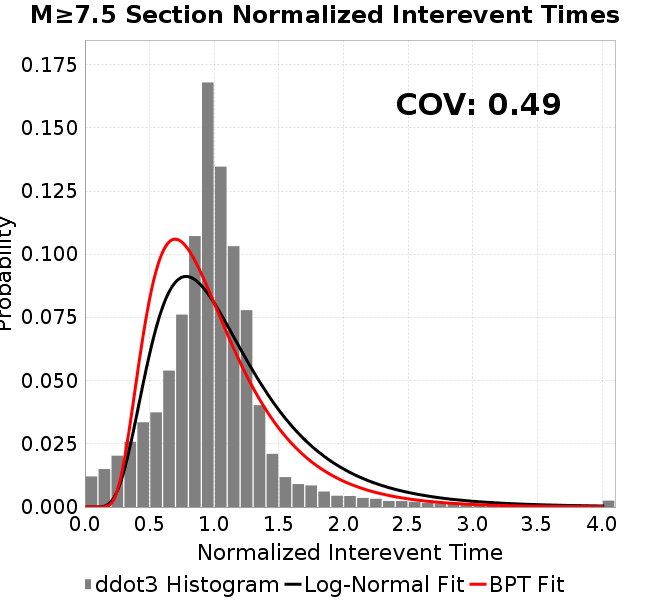 M≥7.5 Section Normalized Interevent Times
COV: 0.49
Probability
0.175
0.150
0.125
0.100
0.075
0.050
0.025
0.000
0.0 0.5 1.0 1.5 2.0 2.5 3.0 3.5 4.0
Normalized Interevent Time
ddot3 Histogram Log-Normal Fit BPT Fit